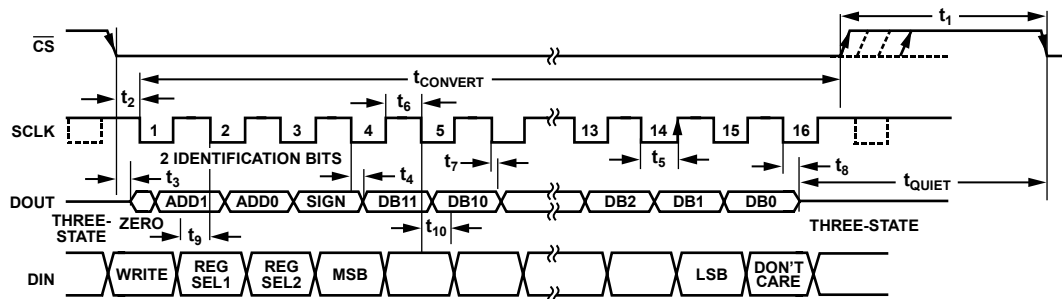 t1
CS
tCONVERT
t2
t6
SCLK
1 2 3 4 5 13 14 15 16
2 IDENTIFICATION BITS
t7
t5
t8
t3
t4
tQUIET
DOUT
ADD1 ADD0 SIGN DB11 DB10 DB2 DB1 DB0
THREE-STATE
ZERO
t9
t10
THREE-STATE
DIN
WRITE
REG SEL1
REG SEL2
MSB
LSB
DON'T CARE